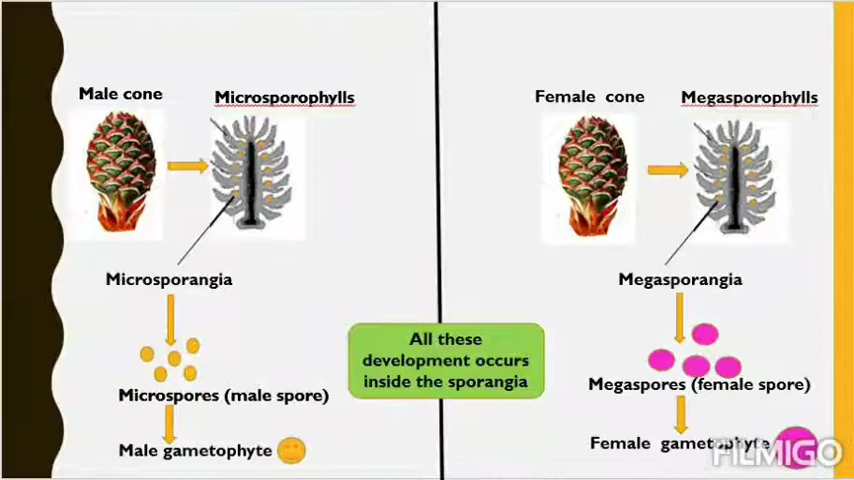 Male cone
Microsporophylls
Microsporangia
Microspores (male spore)
Male gametophyte
All these
development occurs
inside the sporangia
Female cone
Megasporophylls
Megasporangia
Megaspores (female spore)
Female gametophyte
FILMIGO